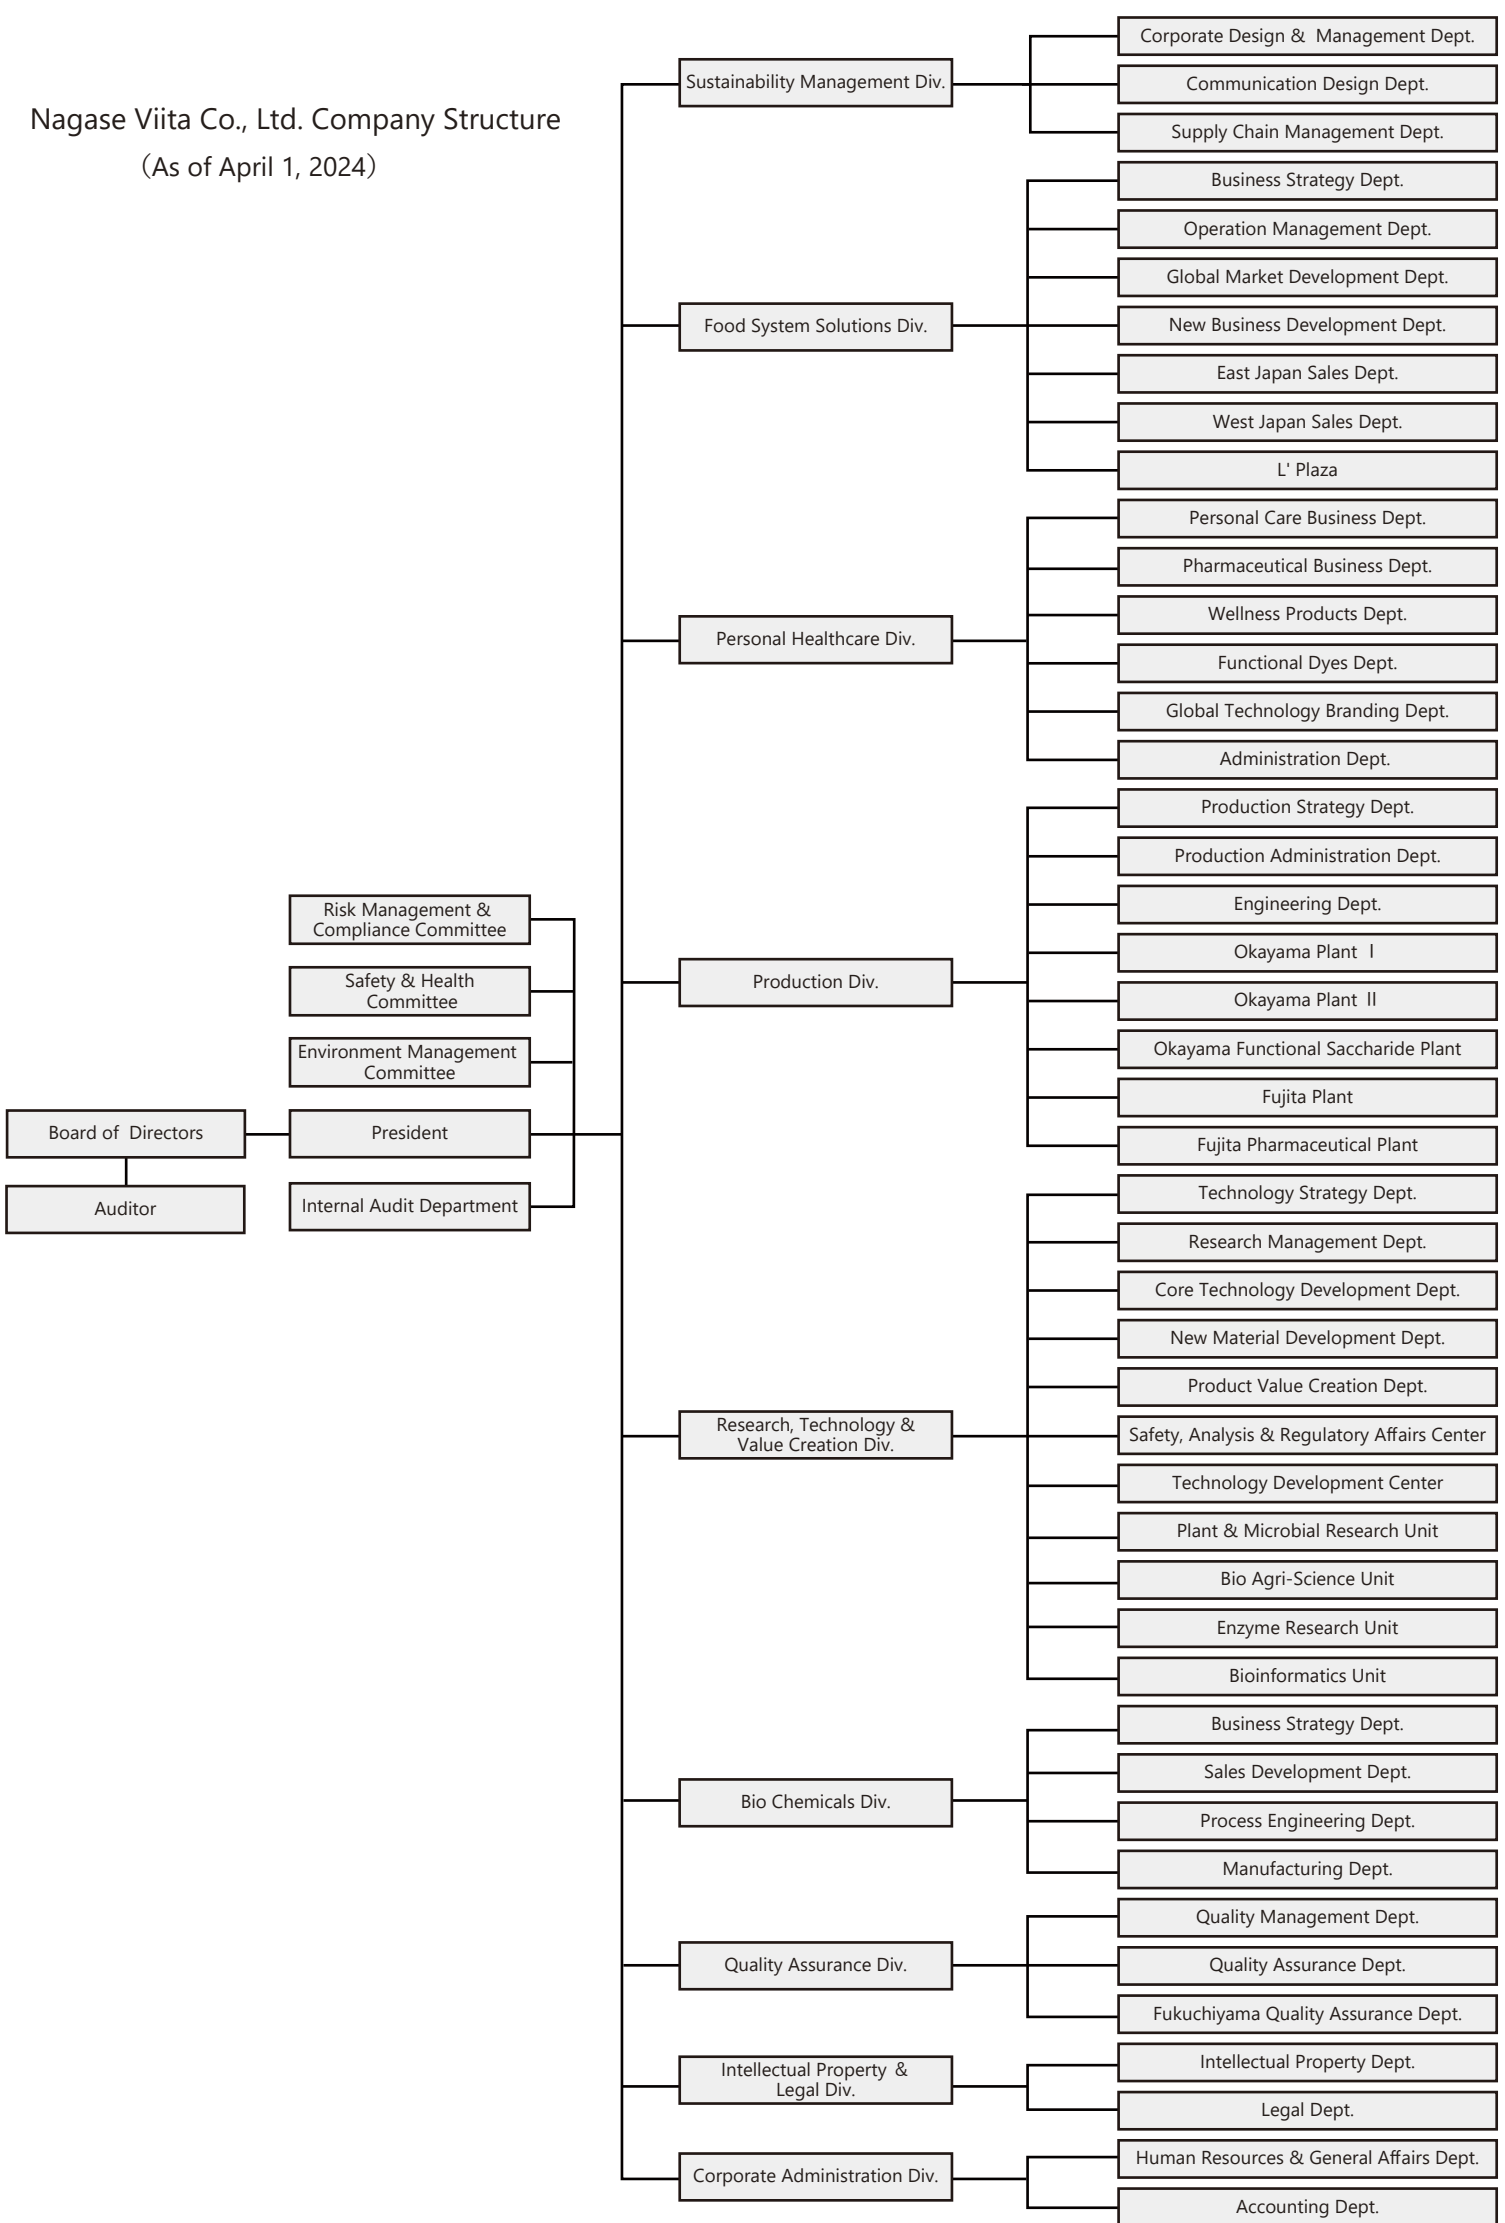 Nagase Viita Co., Ltd. Company Structure
（As of April 1, 2024）
Board of Directors
Auditor
Risk Management &
Compliance Committee
Safety & Health
Committee
Environment Management
Committee
President
Internal Audit Department
Sustainability Management Div.
Corporate Design & Management Dept.
Communication Design Dept.
Supply Chain Management Dept.
Food System Solutions Div.
Business Strategy Dept.
Operation Management Dept.
Global Market Development Dept.
New Business Development Dept.
East Japan Sales Dept.
West Japan Sales Dept.
L' Plaza
Personal Healthcare Div.
Personal Care Business Dept.
Pharmaceutical Business Dept.
Wellness Products Dept.
Functional Dyes Dept.
Global Technology Branding Dept.
Administration Dept.
Production Div.
Production Strategy Dept.
Production Administration Dept.
Engineering Dept.
Okayama Plant Ⅰ
Okayama Plant Ⅱ
Okayama Functional Saccharide Plant
Fujita Plant
Fujita Pharmaceutical Plant
Research, Technology &
Value Creation Div.
Technology Strategy Dept.
Research Management Dept.
Core Technology Development Dept.
New Material Development Dept.
Product Value Creation Dept.
Safety, Analysis & Regulatory Affairs Center
Technology Development Center
Plant & Microbial Research Unit
Bio Agri-Science Unit
Enzyme Research Unit
Bioinformatics Unit
Bio Chemicals Div.
Business Strategy Dept.
Sales Development Dept.
Process Engineering Dept.
Manufacturing Dept.
Quality Assurance Div.
Quality Management Dept.
Quality Assurance Dept.
Fukuchiyama Quality Assurance Dept.
Intellectual Property &
Legal Div.
Intellectual Property Dept.
Legal Dept.
Corporate Administration Div.
Human Resources & General Affairs Dept.
Accounting Dept.